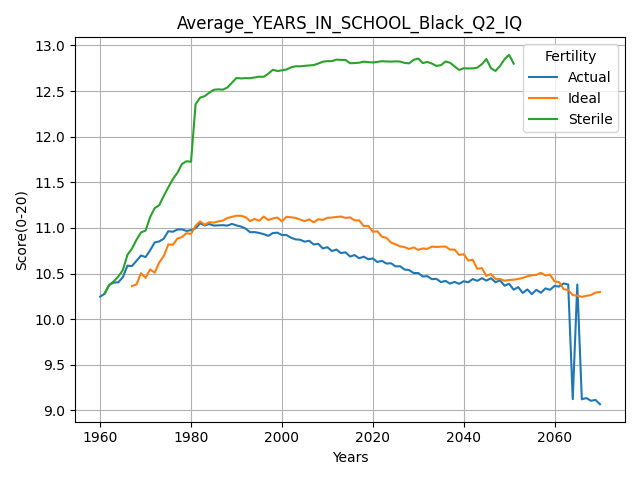 Average_YEARS_IN_SCHOOL_Black_Q2_IQ
Fertility
Actual
Ideal
Sterile
Score(0-20)
13.0
12.5
12.0
11.5
11.0
10.5
10.0
9.5
9.0
1960 1980 2000 2020 2040 2060
Years